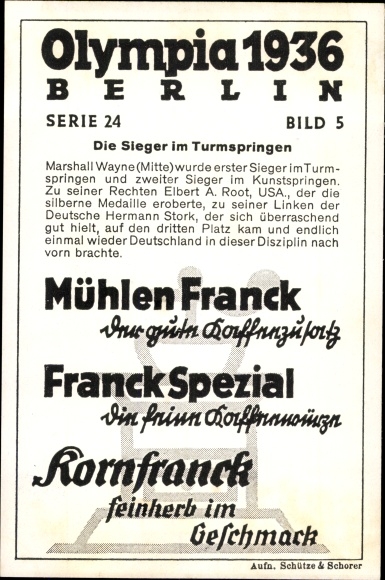 Olympia 1936
BERLIN
SERIE 24 BILD 5
Die Sieger im Turmspringen
Marshall Wayne (Mitte) wurde erster Sieger im Turm-
springen und zweiter Sieger im Kunstspringen.
Zu seiner Rechten Elbert A. Root, USA., der die
silberne Medaille eroberte, zu seiner Linken der
Deutsche Hermann Stork, der sich überraschend
gut hielt, auf den dritten Platz kam und endlich
einmal wieder Deutschland in dieser Disziplin nach
vorn brachte.
Mühlen Franck
der gute Kaffeezusatz
Franck Spezial
die feine Kaffeewürze
Kornfranck
feinherb im
Geschmack
Aufn. Schütze & Schorer